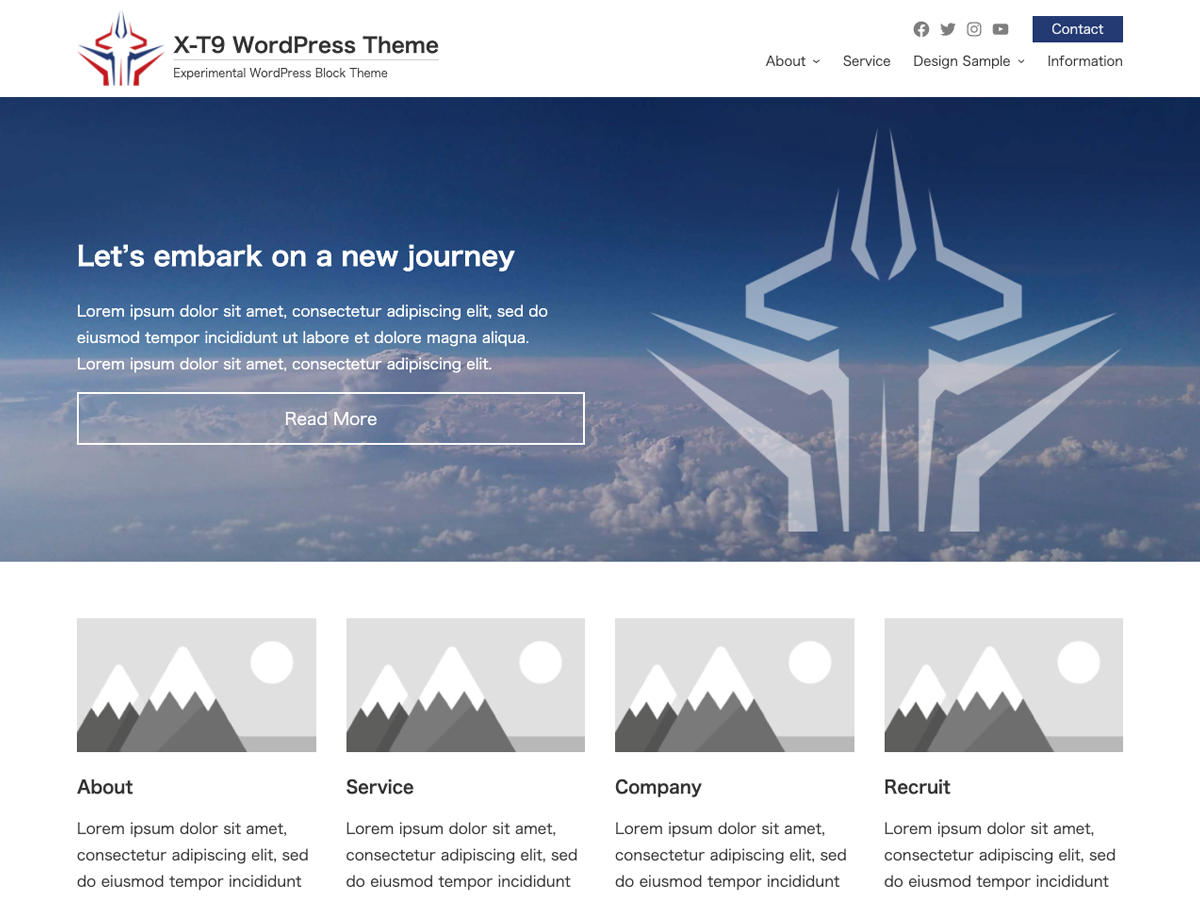 X-T9 WordPress Theme
Experimental WordPress Block Theme
Contact
About
Service
Design Sample
Information
Let’s embark on a new journey
Lorem ipsum dolor sit amet, consectetur adipiscing elit, sed do
eiusmod tempor incididunt ut labore et dolore magna aliqua.
Lorem ipsum dolor sit amet, consectetur adipiscing elit.
Read More
About
Lorem ipsum dolor sit amet,
consectetur adipiscing elit, sed
do eiusmod tempor incididunt
Service
Lorem ipsum dolor sit amet,
consectetur adipiscing elit, sed
do eiusmod tempor incididunt
Company
Lorem ipsum dolor sit amet,
consectetur adipiscing elit, sed
do eiusmod tempor incididunt
Recruit
Lorem ipsum dolor sit amet,
consectetur adipiscing elit, sed
do eiusmod tempor incididunt